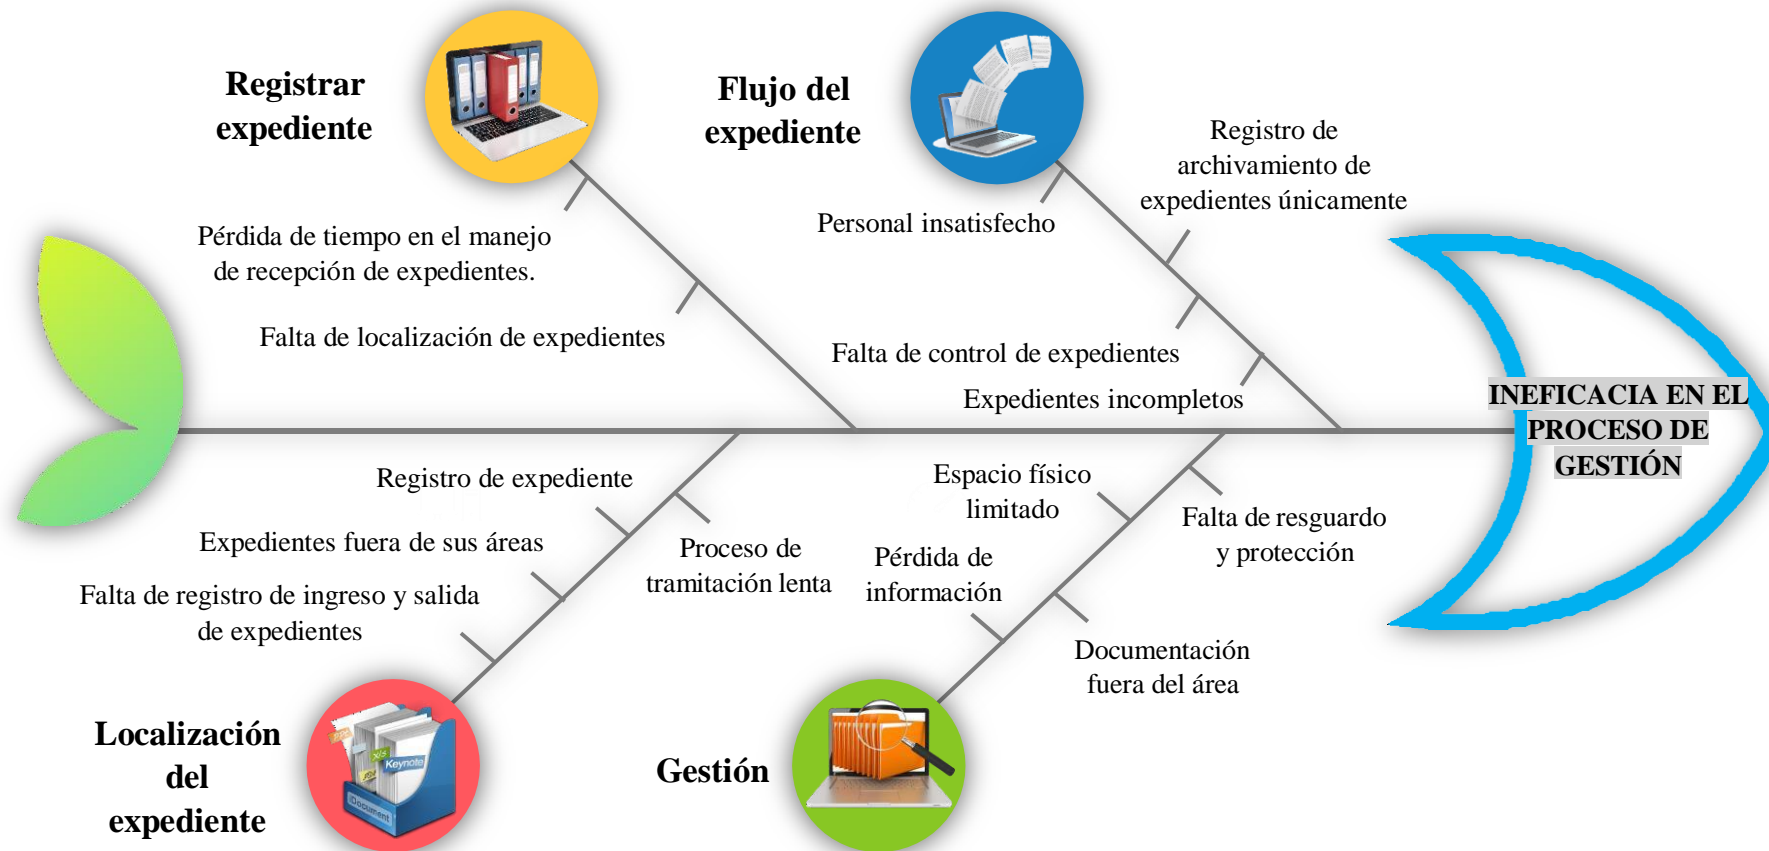 Registrar
expediente
Pérdida de tiempo en el manejo
de recepción de expedientes.
Falta de localización de expedientes
Flujo del
expediente
Personal insatisfecho
Registro de
archivamiento de
expedientes únicamente
Falta de control de expedientes
Expedientes incompletos
INEFICACIA EN EL
PROCESO DE
GESTIÓN
Registro de expediente
Expedientes fuera de sus áreas
Falta de registro de ingreso y salida
de expedientes
Proceso de
tramitación lenta
Localización
del
expediente
Keynote
iDocument
Espacio físico
limitado
Pérdida de
información
Falta de resguardo
y protección
Documentación
fuera del área
Gestión